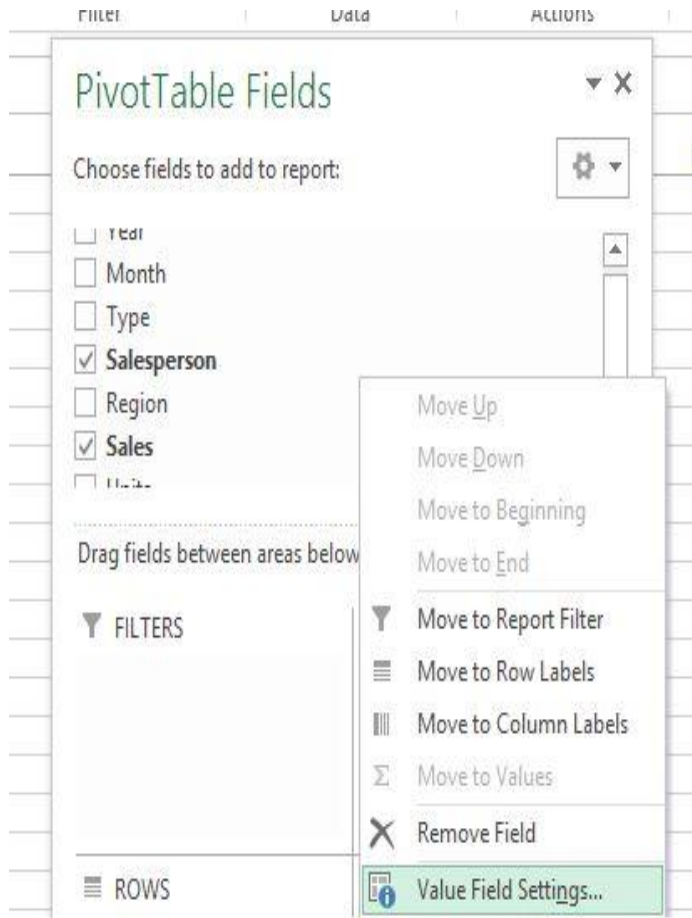 Filter Data Actions
PivotTable Fields
Choose fields to add to report:
Year
Month
Type
Salesperson
Region
Sales
Units
Drag fields between areas below
FILTERS
ROWS
Move Up
Move Down
Move to Beginning
Move to End
Move to Report Filter
Move to Row Labels
Move to Column Labels
Σ Move to Values
Remove Field
Value Field Settings...